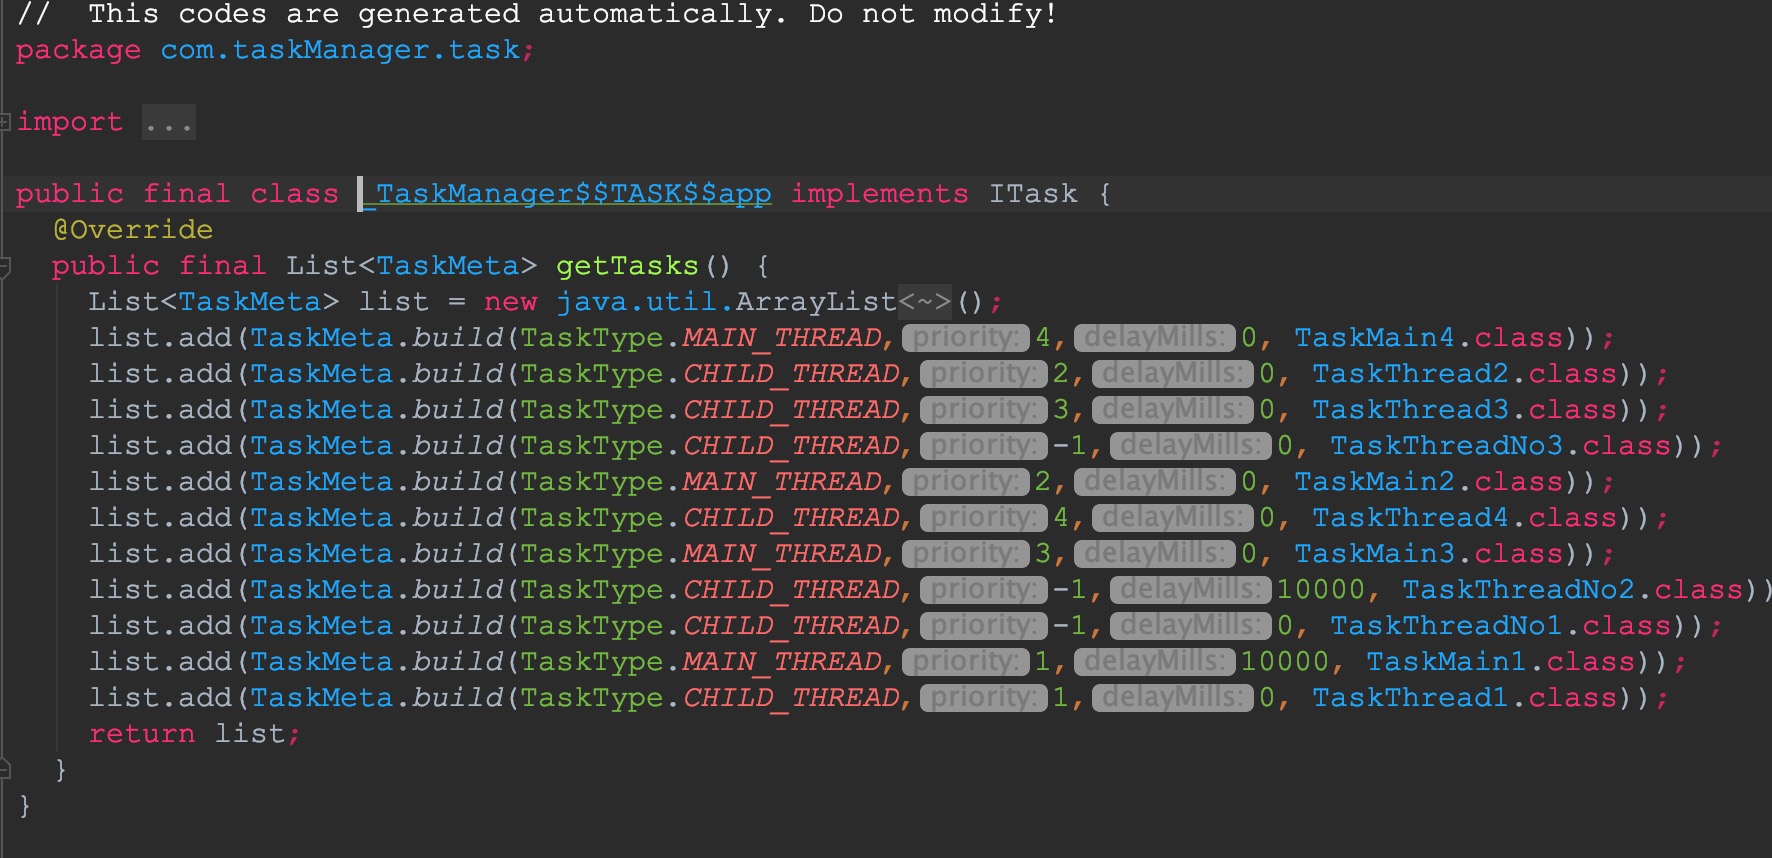 //  This codes are generated automatically. Do not modify!
package com.taskManager.task;
import ...
public final class _TaskManager$$TASK$$app implements ITask {
@Override
public final List<TaskMeta> getTasks() {
List<TaskMeta> list = new java.util.ArrayList<~>();
list.add(TaskMeta.build(TaskType.MAIN_THREAD, priority: 4, delayMills: 0, TaskMain4.class));
list.add(TaskMeta.build(TaskType.CHILD_THREAD, priority: 2, delayMills: 0, TaskThread2.class));
list.add(TaskMeta.build(TaskType.CHILD_THREAD, priority: 3, delayMills: 0, TaskThread3.class));
list.add(TaskMeta.build(TaskType.CHILD_THREAD, priority: -1, delayMills: 0, TaskThreadNo3.class));
list.add(TaskMeta.build(TaskType.MAIN_THREAD, priority: 2, delayMills: 0, TaskMain2.class));
list.add(TaskMeta.build(TaskType.CHILD_THREAD, priority: 4, delayMills: 0, TaskThread4.class));
list.add(TaskMeta.build(TaskType.MAIN_THREAD, priority: 3, delayMills: 0, TaskMain3.class));
list.add(TaskMeta.build(TaskType.CHILD_THREAD, priority: -1, delayMills: 10000, TaskThreadNo2.class))
list.add(TaskMeta.build(TaskType.CHILD_THREAD, priority: -1, delayMills: 0, TaskThreadNo1.class));
list.add(TaskMeta.build(TaskType.MAIN_THREAD, priority: 1, delayMills: 10000, TaskMain1.class));
list.add(TaskMeta.build(TaskType.CHILD_THREAD, priority: 1, delayMills: 0, TaskThread1.class));
return list;
}
}